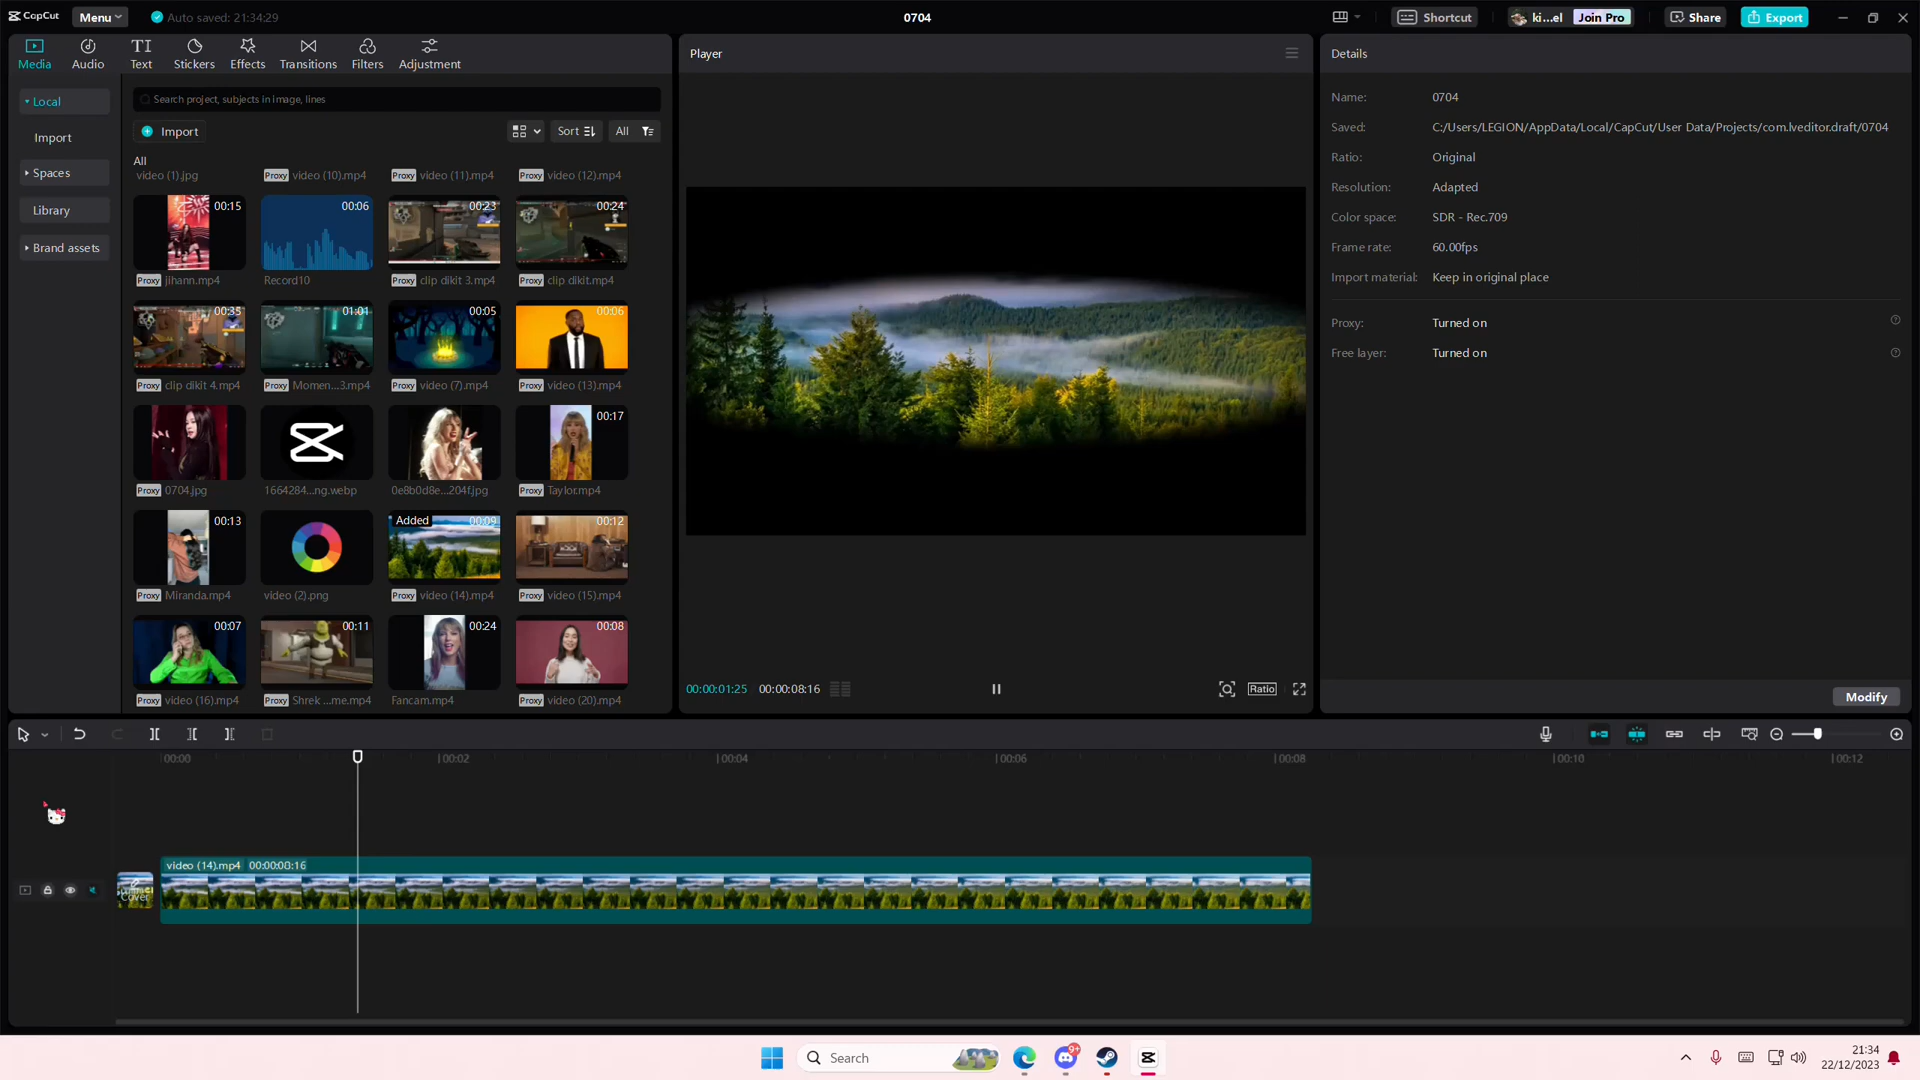 CapCut
Menu
Auto saved: 21:34:29
0704
Shortcut
ki...el
Join Pro
Share
Export
Media
Audio
TI
Text
Stickers
Effects
Transitions
Filters
Adjustment
Local
Import
Spaces
Library
Brand assets
Search project, subjects in image, lines
Import
Sort
All
All
video (1).jpg
Proxy video (10).mp4
Proxy video (11).mp4
Proxy video (12).mp4
00:15
00:06
00:23
00:24
Proxy jihann.mp4
Record10
Proxy clip dikit 3.mp4
Proxy clip dikit.mp4
00:35
01:01
00:05
00:06
Proxy clip dikit 4.mp4
Proxy Momen...3.mp4
Proxy video (7).mp4
Proxy video (13).mp4
00:17
Proxy 0704.jpg
1664284...ng.webp
0e8b0d8e...204f.jpg
Proxy Taylor.mp4
00:13
Added
00:09
00:12
Proxy Miranda.mp4
video (2).png
Proxy video (14).mp4
Proxy video (15).mp4
00:07
00:11
00:24
00:08
Proxy video (16).mp4
Proxy Shrek ...me.mp4
Fancam.mp4
Proxy video (20).mp4
Player
00:00:01:25
00:00:08:16
Ratio
Details
Name: 0704
Saved: C:/Users/LEGION/AppData/Local/CapCut/User Data/Projects/com.lveditor.draft/0704
Ratio: Original
Resolution: Adapted
Color space: SDR - Rec.709
Frame rate: 60.00fps
Import material: Keep in original place
Proxy: Turned on
Free layer: Turned on
Modify
00:00
00:02
00:04
00:06
00:08
00:10
00:12
video (14).mp4 00:00:08:16
Cover
Search
9+
21:34
22/12/2023